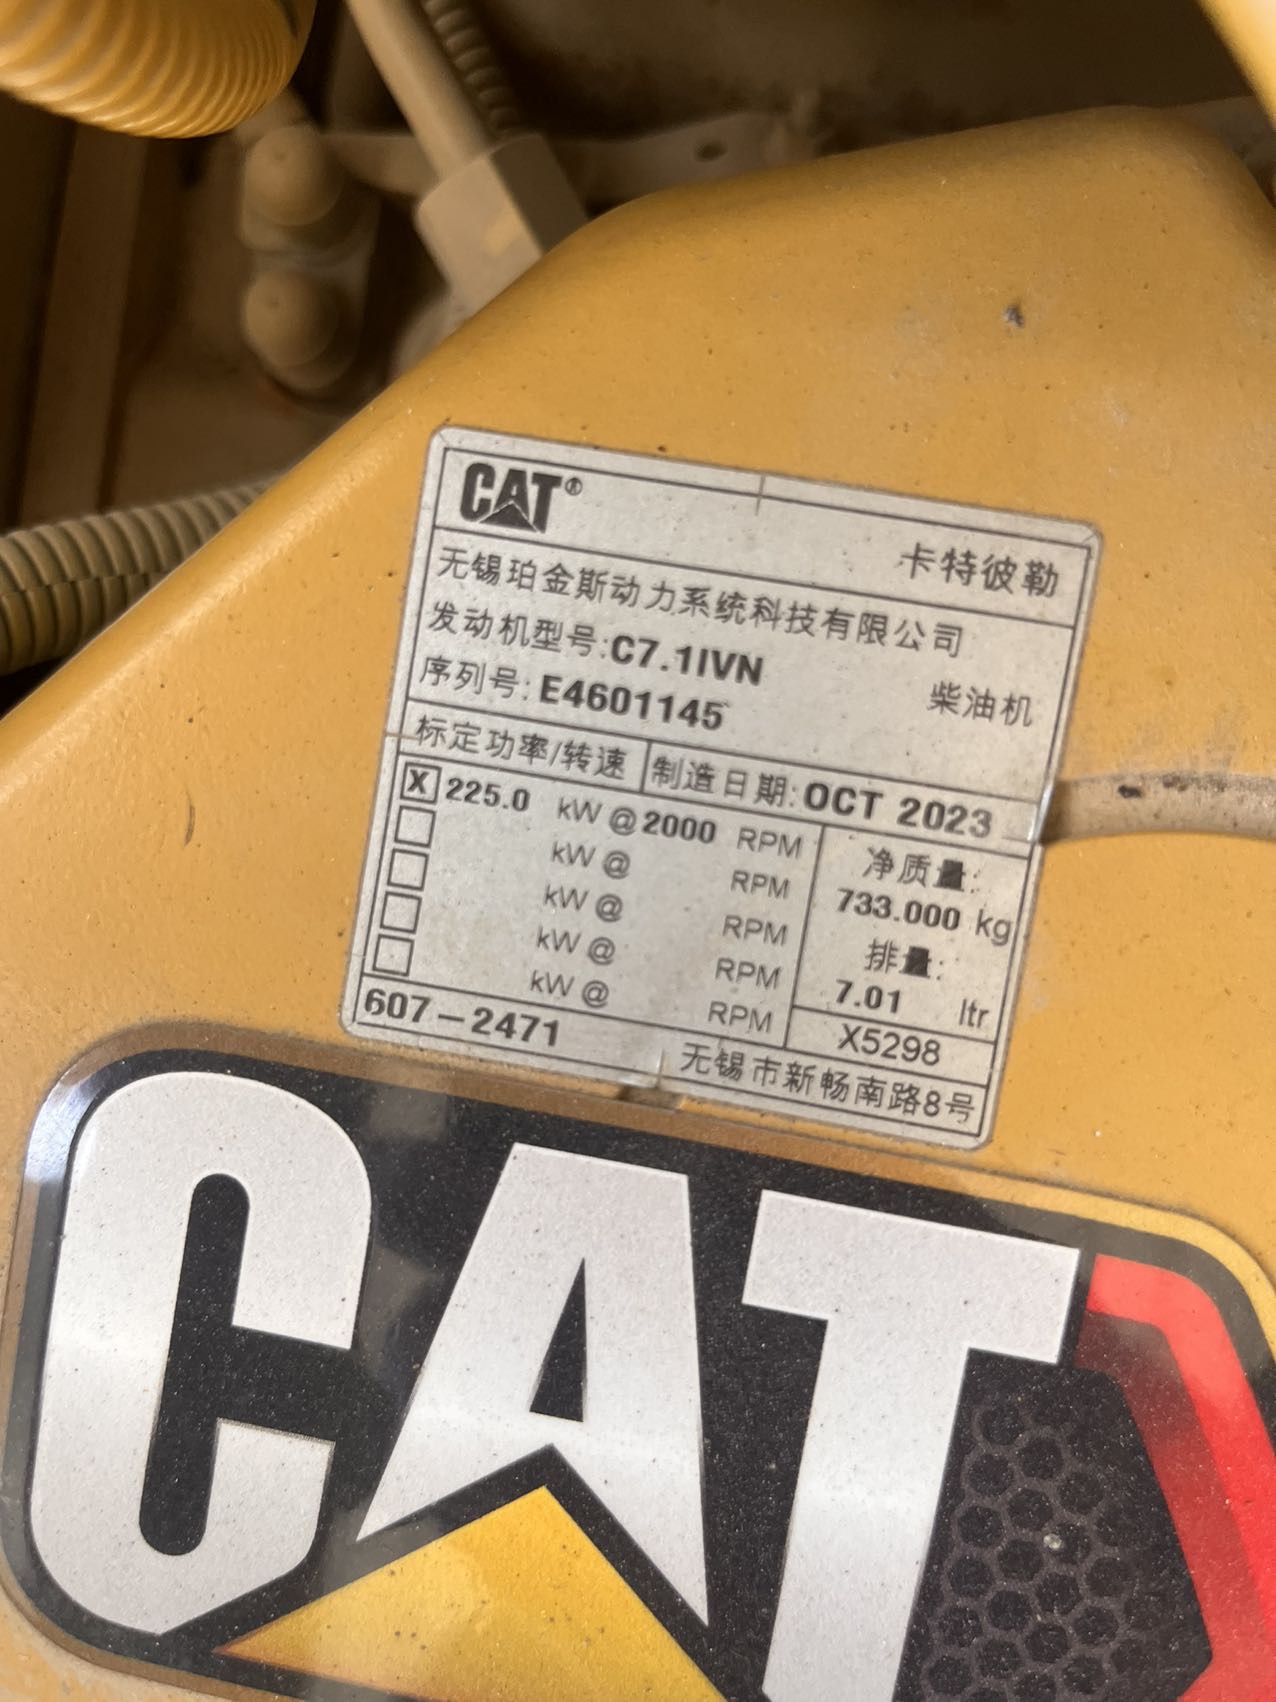 CAT®
卡特彼勒
无锡珀金斯动力系统科技有限公司
发动机型号:C7.1IVN
柴油机
序列号:E4601145
标定功率/转速
制造日期:OCT 2023
X 225.0 kW @ 2000 RPM
kW @ RPM
kW @ RPM
kW @ RPM
kW @ RPM
净质量:
733.000 kg
排量:
7.01 ltr
X5298
607-2471
无锡市新畅南路8号
CAT